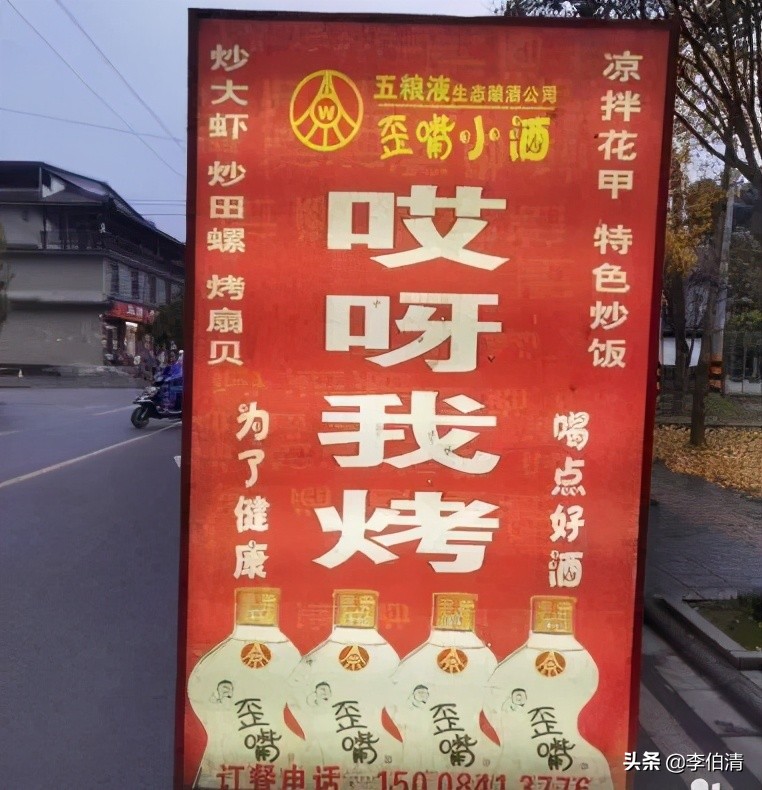 五粮液生态酿酒公司
歪嘴小酒
炒大虾 炒田螺 烤扇贝
凉拌花甲 特色炒饭
哎呀我烤
为了健康
喝点好酒
歪嘴
歪嘴
歪嘴
歪嘴
订餐电话 150 0841 3776
头条 @李伯清